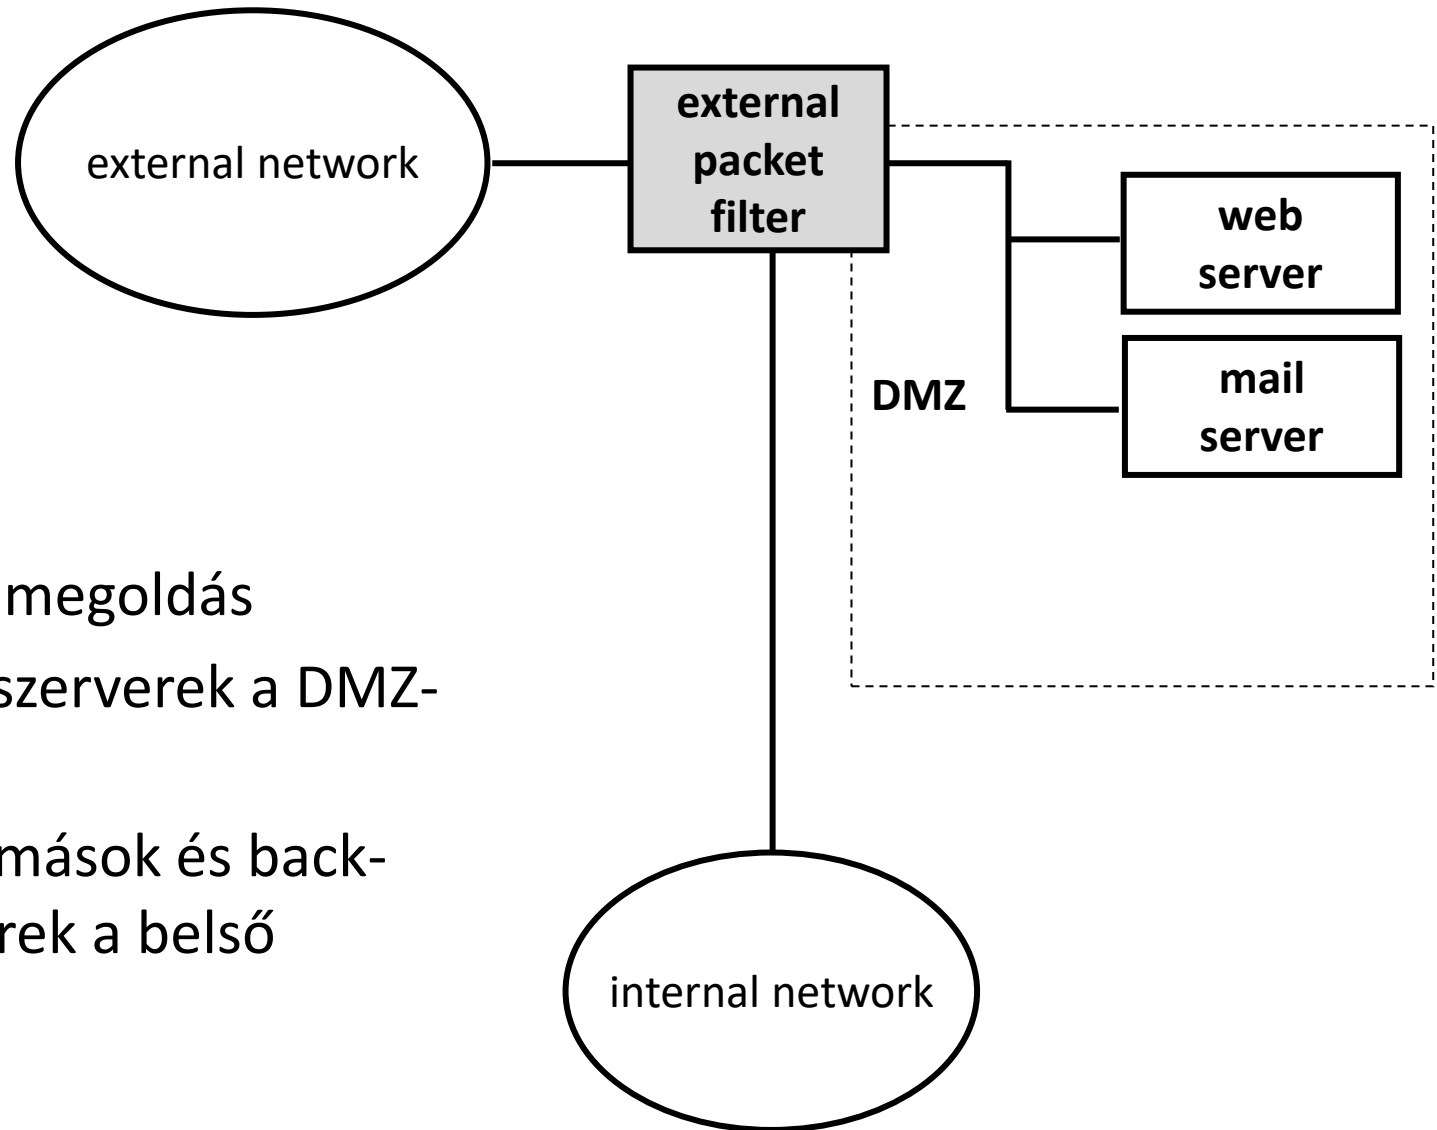 external network
external
packet
filter
web
server
mail
server
DMZ
megoldás
szerverek a DMZ-
mások és back-
rek a belső
internal network